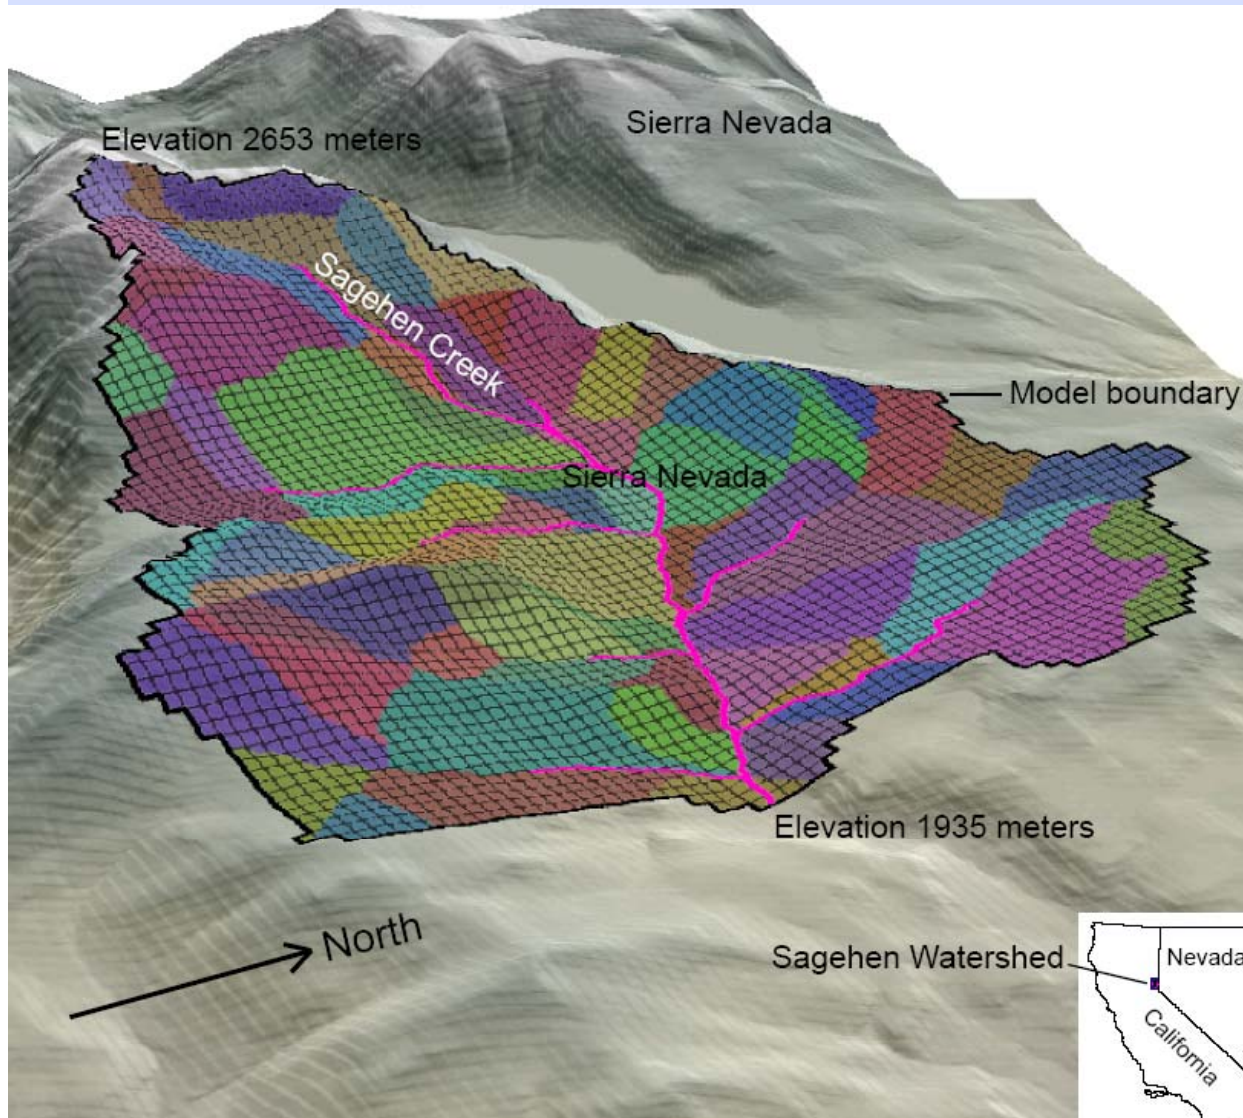 Sierra Nevada
Elevation 2653 meters
Sagehen Creek
Model boundary
Sierra Nevada
Elevation 1935 meters
North
Sagehen Watershed
Nevada
California